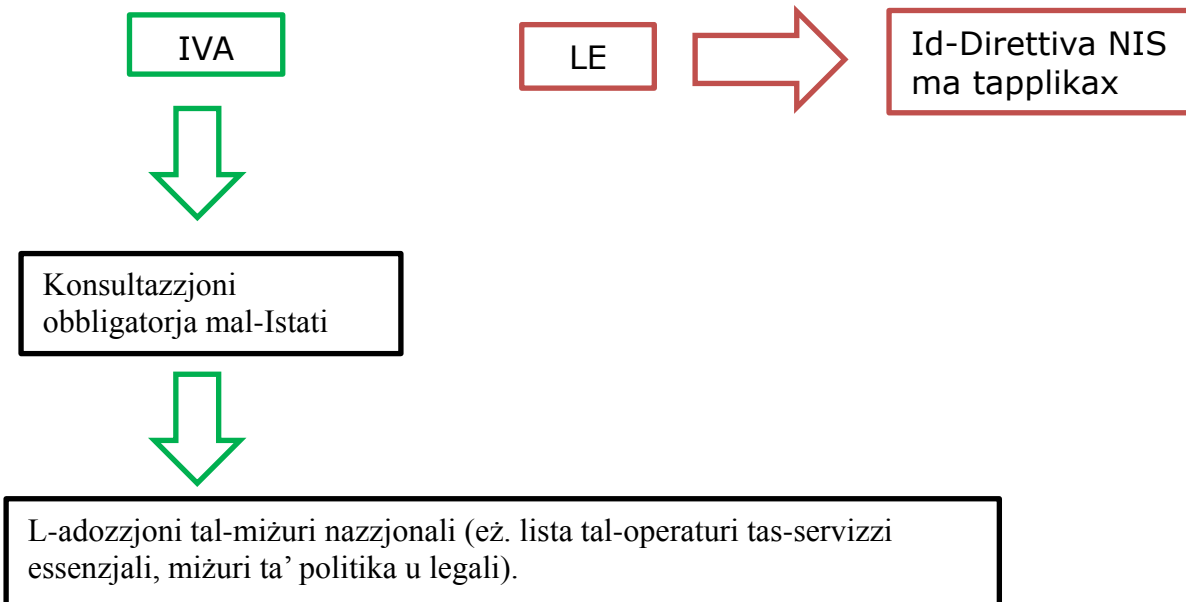 IVA
LE
Id-Direttiva NIS
ma tapplikax
Konsultazzjoni
obbligatorja mal-Istati
L-adozzjoni tal-miżuri nazzjonali (eż. lista tal-operaturi tas-servizzi
essenzjali, miżuri ta’ politika u legali).